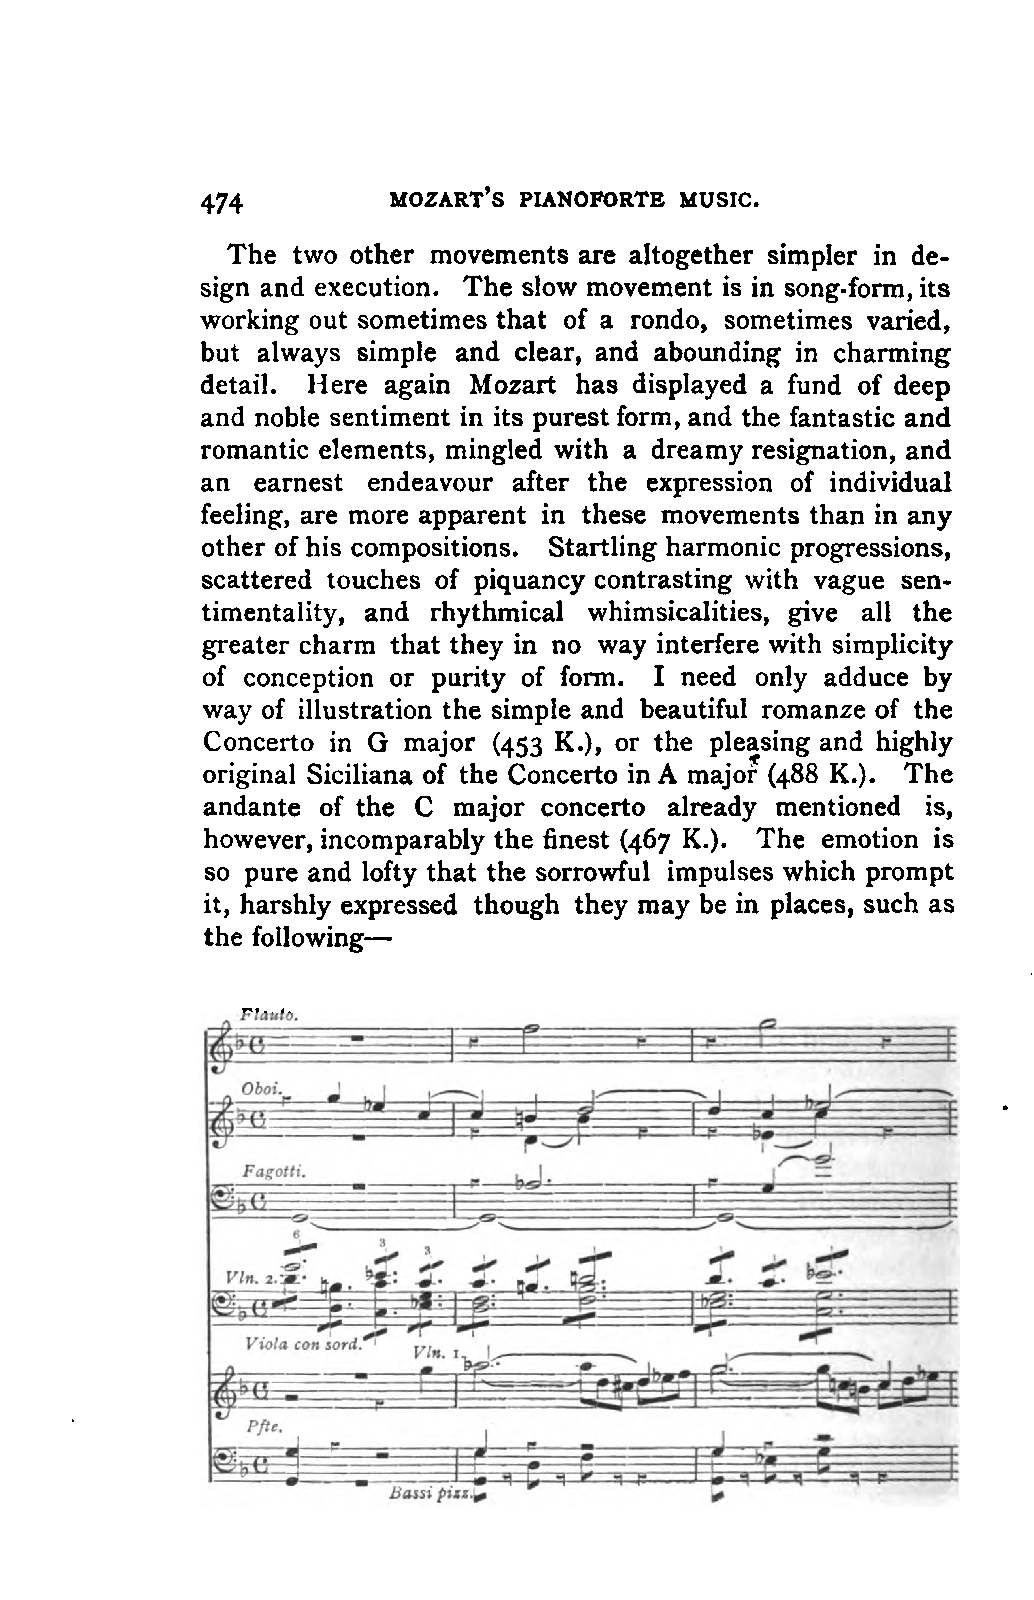 474 MOZART'S PIANOFORTE MUSIC.
The two other movements are altogether simpler in de-
sign and execution. The slow movement is in song-form, its
working out sometimes that of a rondo, sometimes varied,
but always simple and clear, and abounding in charming
detail. Here again Mozart has displayed a fund of deep
and noble sentiment in its purest form, and the fantastic and
romantic elements, mingled with a dreamy resignation, and
an earnest endeavour after the expression of individual
feeling, are more apparent in these movements than in any
other of his compositions. Startling harmonic progressions,
scattered touches of piquancy contrasting with vague sen-
timentality, and rhythmical whimsicalities, give all the
greater charm that they in no way interfere with simplicity
of conception or purity of form. I need only adduce by
way of illustration the simple and beautiful romanze of the
Concerto in G major (453 K.), or the pleasing and highly
original Siciliana of the Concerto in A major (488 K.). The
andante of the C major concerto already mentioned is,
however, incomparably the finest (467 K.). The emotion is
so pure and lofty that the sorrowful impulses which prompt
it, harshly expressed though they may be in places, such as
the following—
Flauto.
Oboi.
Fagotti.
6 3 3
Vln. 2.
Viola con sord.
Vln. 1.
Pfte.
Bassi pizz.